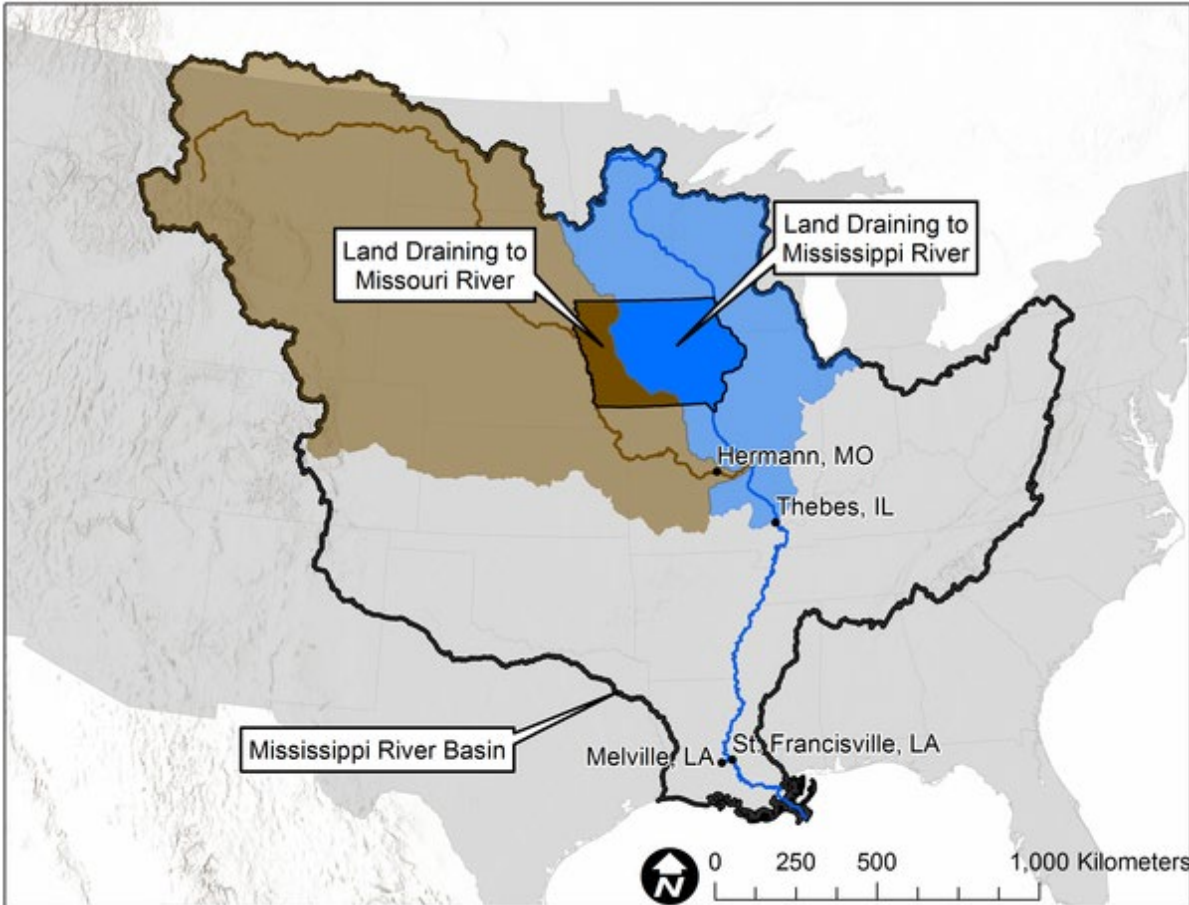 Land Draining to
Mississippi River
Land Draining to
Missouri River
Hermann, MO
Thebes, IL
Mississippi River Basin
Melville, LA
St. Francisville, LA
N
0 250 500 1,000 Kilometers